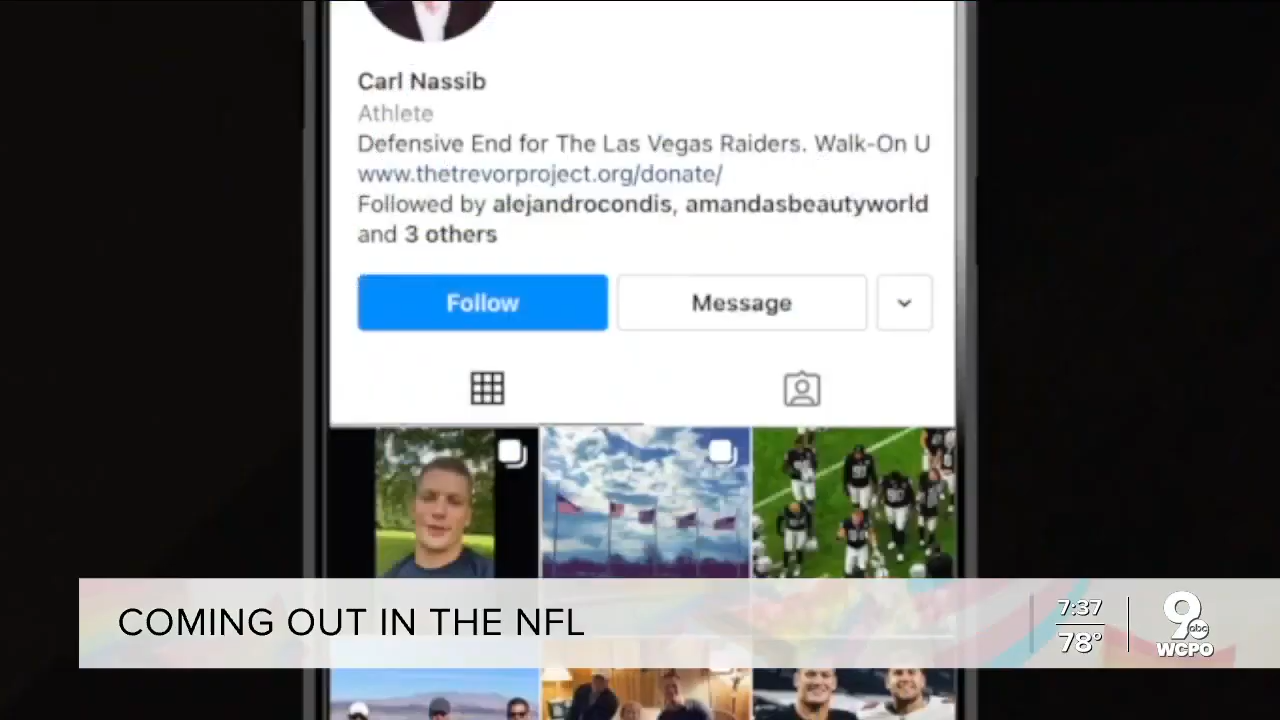 Carl Nassib
Athlete
Defensive End for The Las Vegas Raiders. Walk-On U
www.thetrevorproject.org/donate/
Followed by alejandrocondis, amandasbeautyworld
and 3 others
Follow
Message
COMING OUT IN THE NFL
7:37
78°
9
abc
WCPO